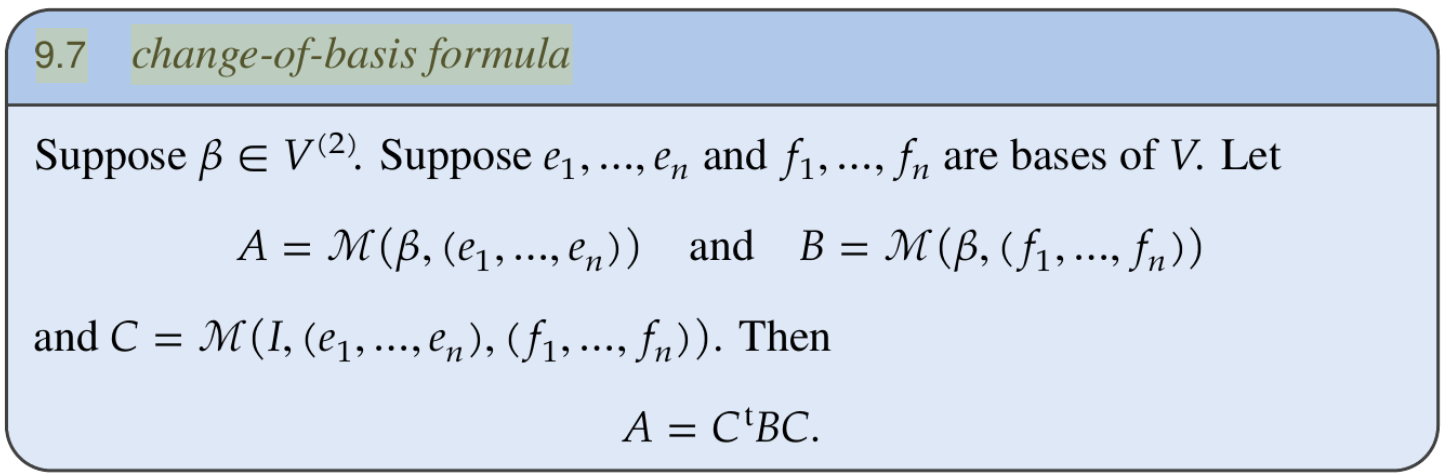 9.7 change-of-basis formula
Suppose β ∈ V⁽²⁾. Suppose e₁, ..., eₙ and f₁, ..., fₙ are bases of V. Let
A = ℳ(β, (e₁, ..., eₙ)) and B = ℳ(β, (f₁, ..., fₙ))
and C = ℳ(I, (e₁, ..., eₙ), (f₁, ..., fₙ)). Then
A = CᵗBC.